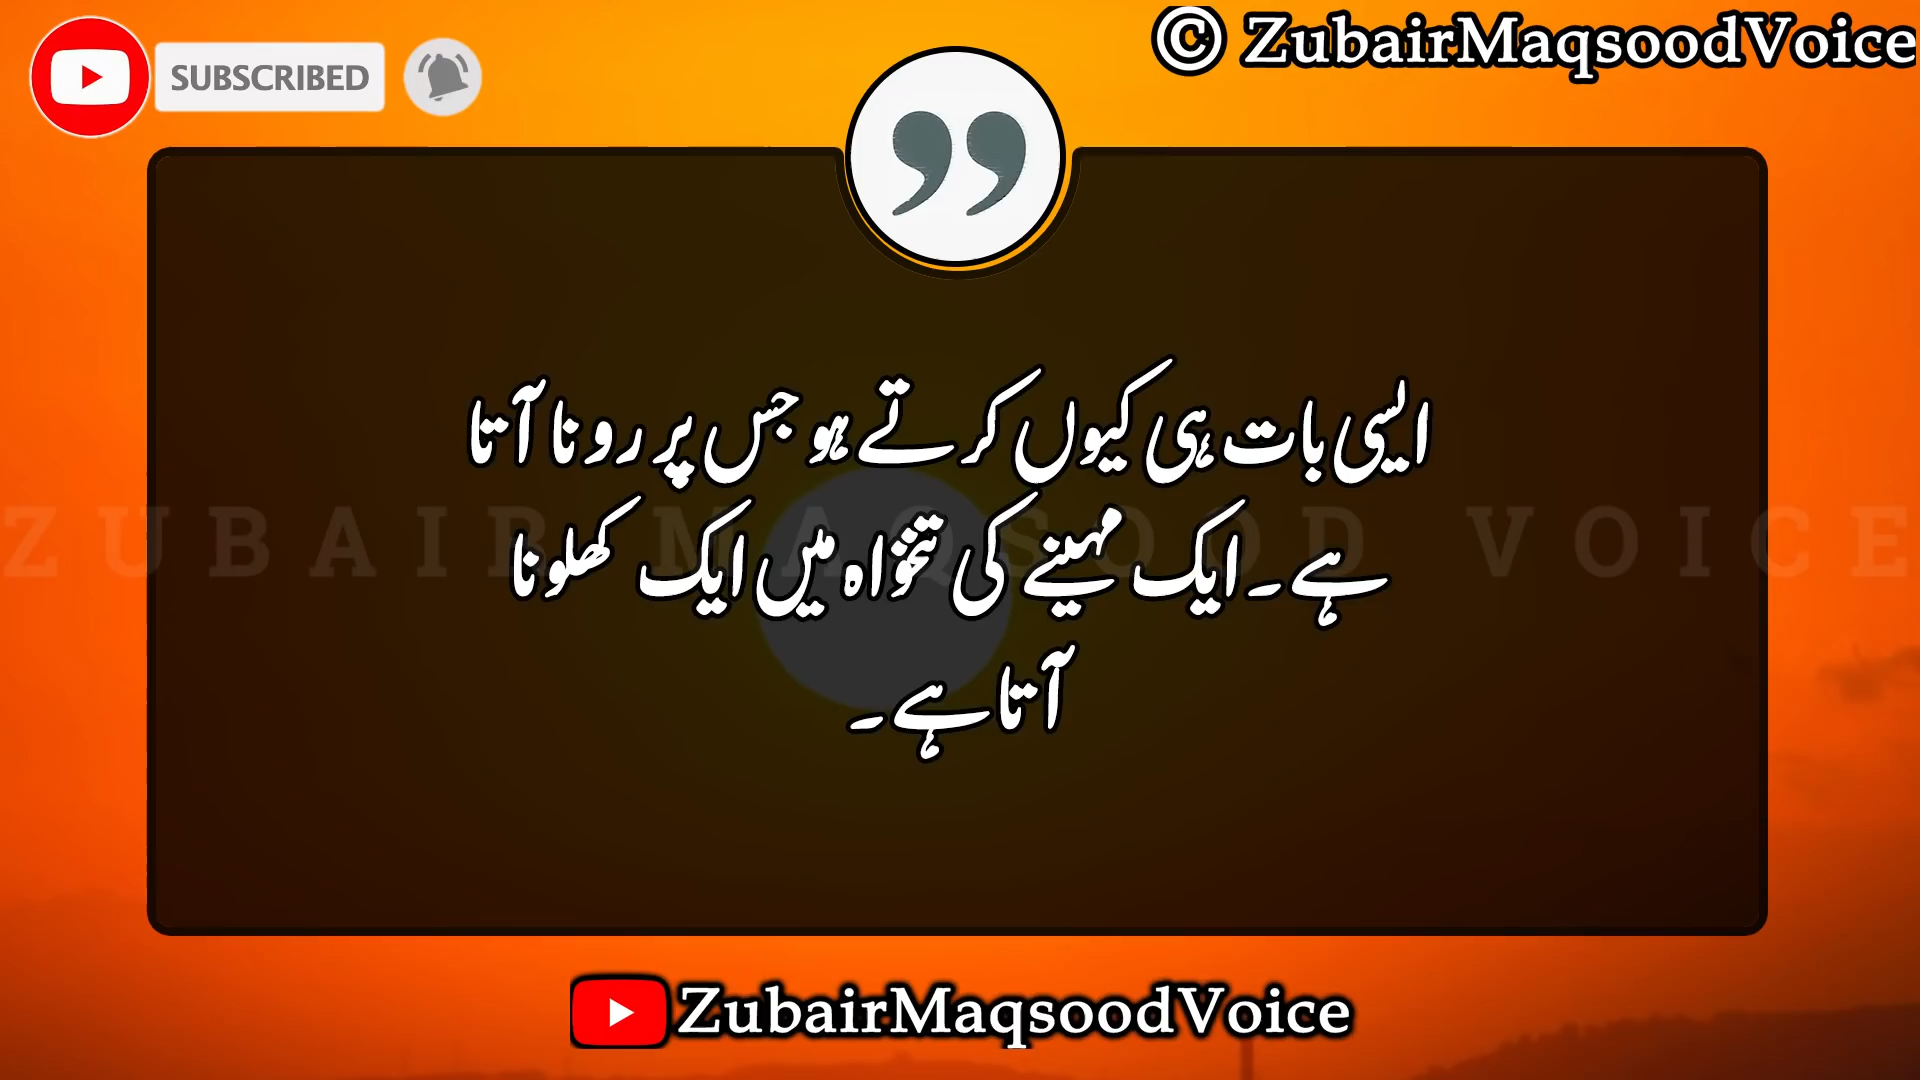 SUBSCRIBED
© ZubairMaqsoodVoice
ایسی بات ہی کیوں کرتے ہو جس پر رونا آتا
ہے۔ایک مہینے کی تنخواہ میں ایک کھلونا
آتا ہے۔
ZUBAIR MAQSOOD VOICE
ZubairMaqsoodVoice